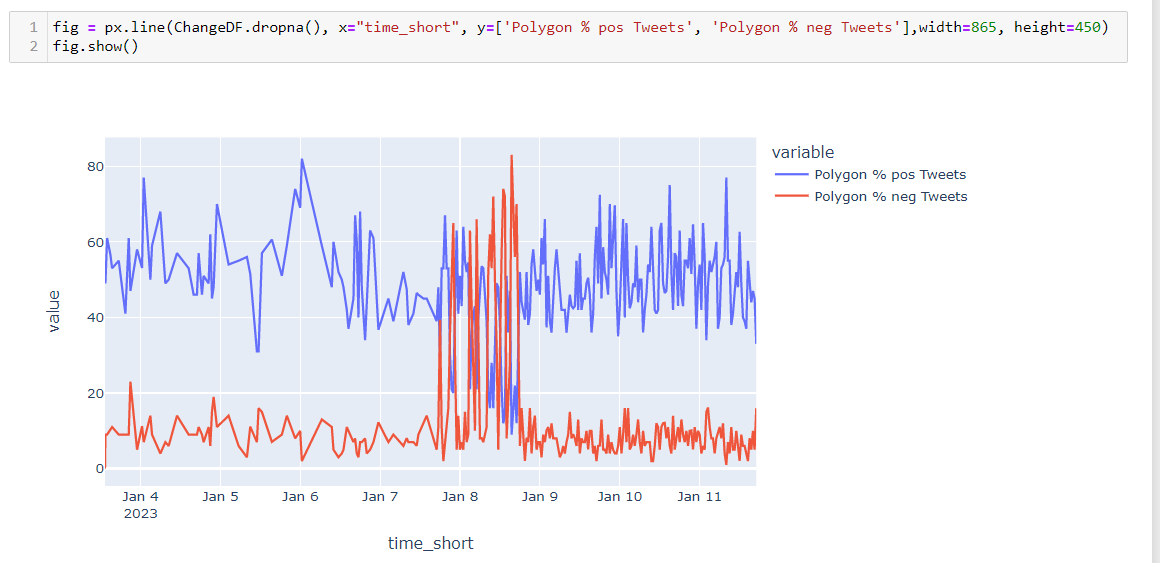 1 fig = px.line(ChangeDF.dropna(), x="time_short", y=['Polygon % pos Tweets', 'Polygon % neg Tweets'],width=865, height=450)
2 fig.show()
variable
Polygon % pos Tweets
Polygon % neg Tweets
80
60
40
20
0
value
Jan 4 Jan 5 Jan 6 Jan 7 Jan 8 Jan 9 Jan 10 Jan 11
2023
time_short